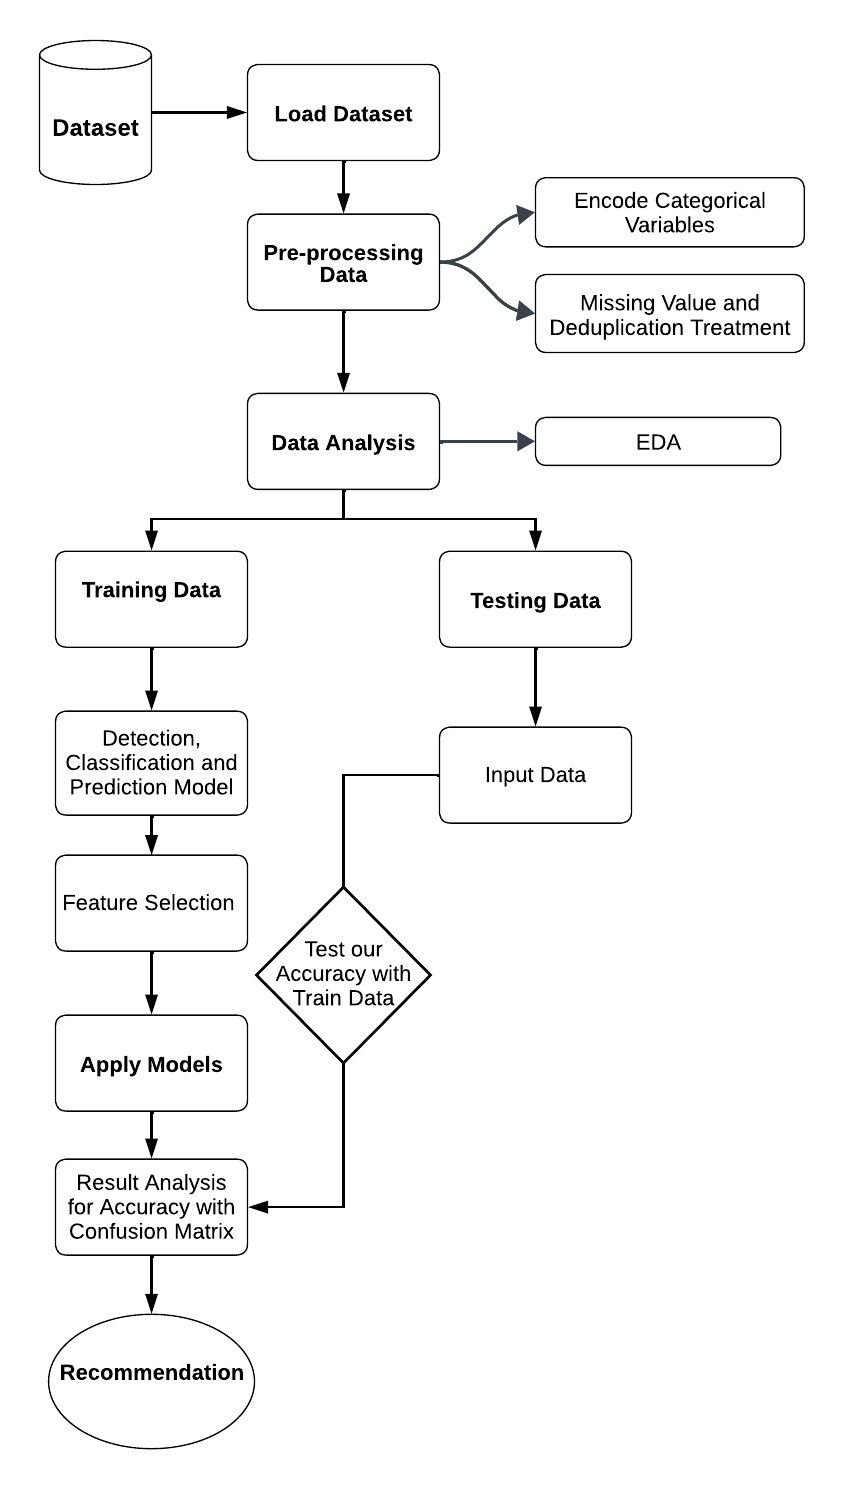 Dataset
Load Dataset
Pre-processing
Data
Encode Categorical
Variables
Missing Value and
Deduplication Treatment
Data Analysis
EDA
Training Data
Testing Data
Detection,
Classification and
Prediction Model
Input Data
Feature Selection
Test our
Accuracy with
Train Data
Apply Models
Result Analysis
for Accuracy with
Confusion Matrix
Recommendation